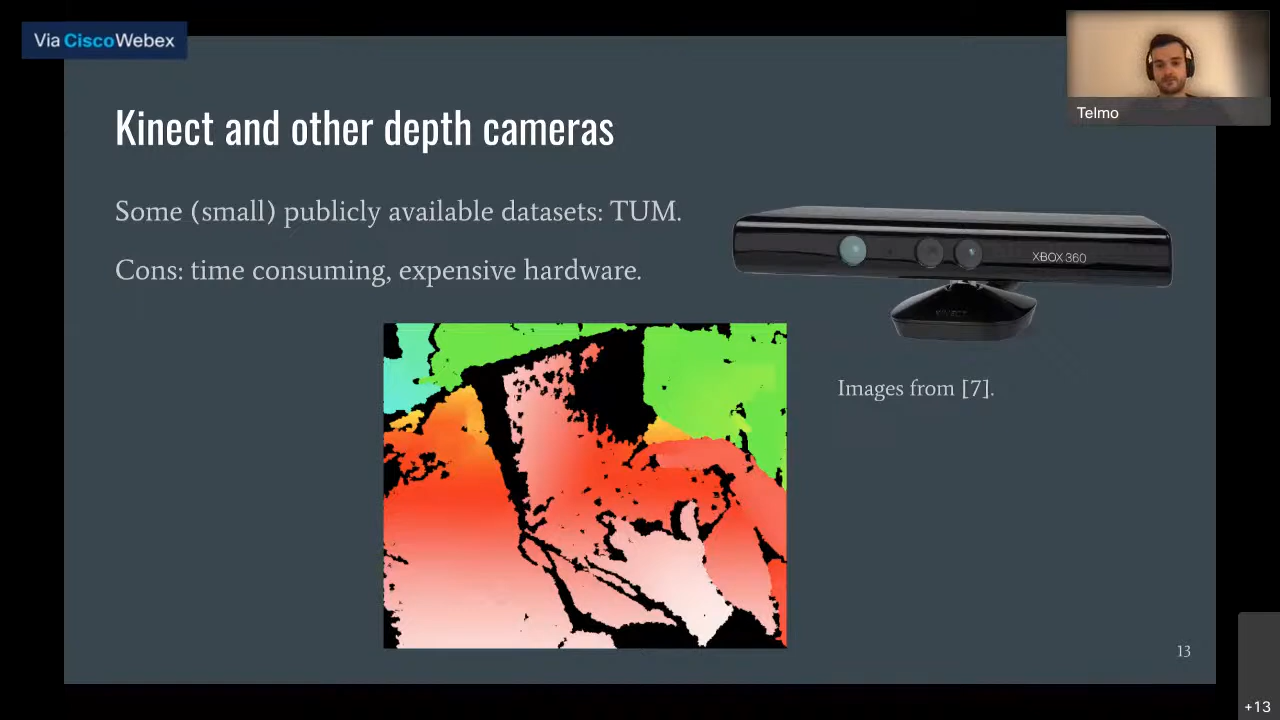 Via CiscoWebex
Telmo
Kinect and other depth cameras
Some (small) publicly available datasets: TUM.
Cons: time consuming, expensive hardware.
XBOX 360
KINECT
Images from [7].
13
+13